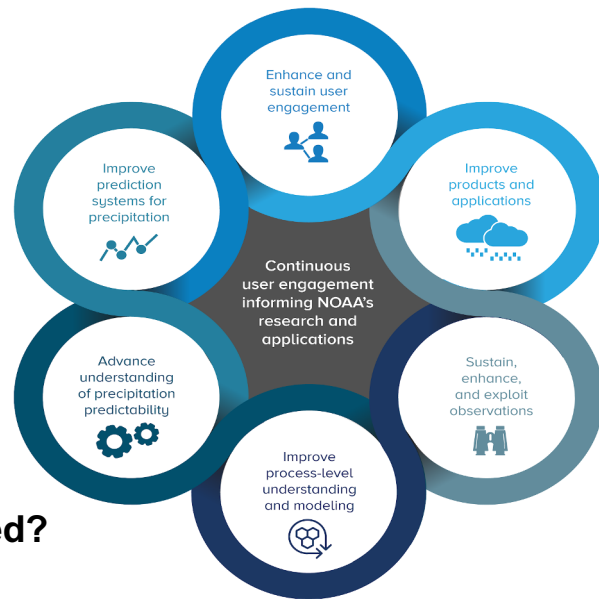 Enhance and
sustain user
engagement
Improve
products and
applications
Sustain,
enhance,
and exploit
observations
Improve
process-level
understanding
and modeling
Advance
understanding
of precipitation
predictability
Improve
prediction
systems for
precipitation
Continuous
user engagement
informing NOAA's
research and
applications
ed?